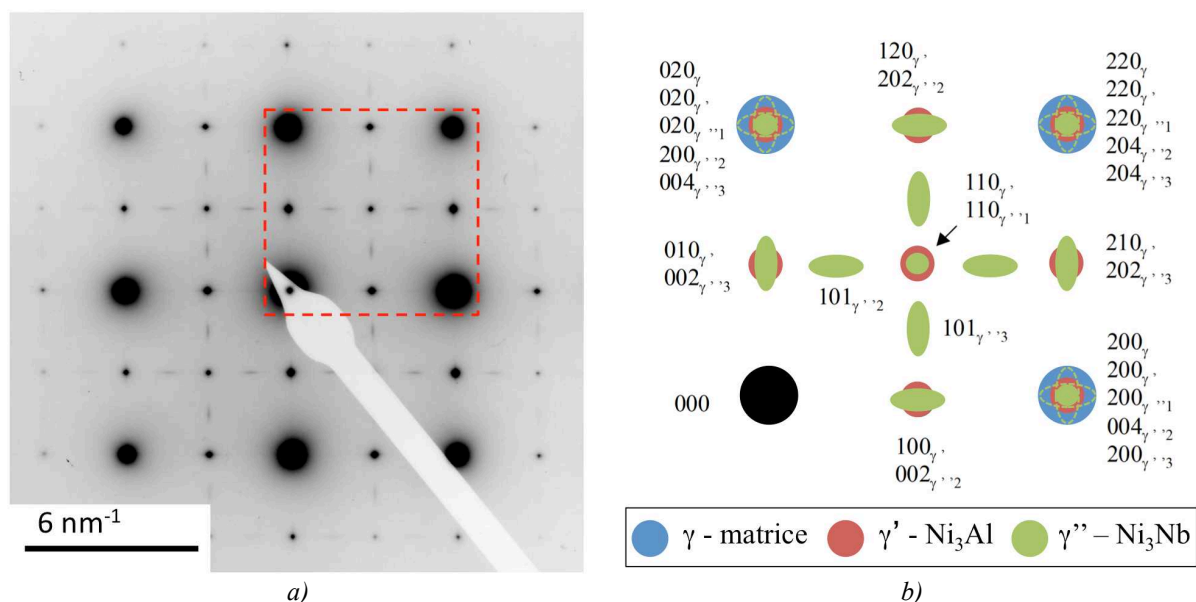 6 nm-1
a)
020γ
020γ'
020γ''1
200γ''2
004γ''3
120γ'
202γ''2
220γ
220γ'
220γ''1
204γ''2
204γ''3
110γ'
110γ''1
010γ'
002γ''3
101γ''2
101γ''3
210γ'
202γ''3
000
100γ'
002γ''2
200γ
200γ'
200γ''1
004γ''2
200γ''3
γ - matrice γ' - Ni3Al γ'' – Ni3Nb
b)